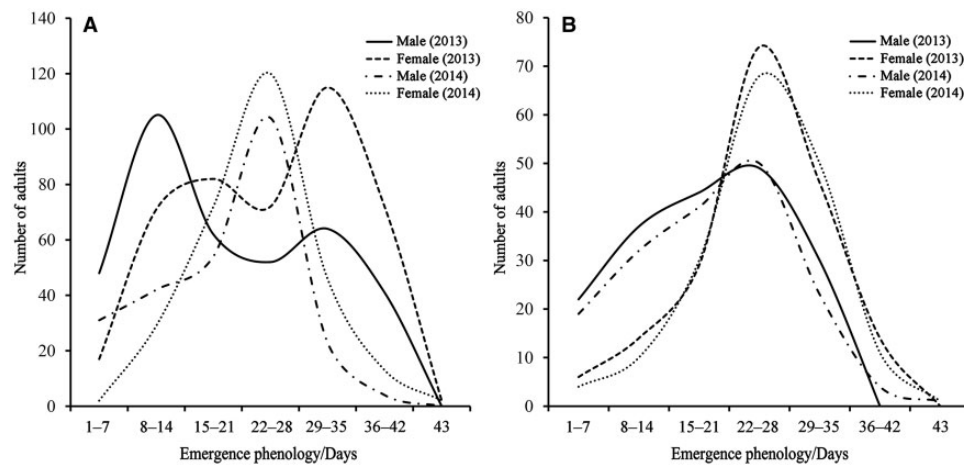 A
Male (2013)
Female (2013)
Male (2014)
Female (2014)
Number of adults
140
120
100
80
60
40
20
0
1–7 8–14 15–21 22–28 29–35 36–42 43
Emergence phenology/Days
B
Male (2013)
Female (2013)
Male (2014)
Female (2014)
Number of adults
80
70
60
50
40
30
20
10
0
1–7 8–14 15–21 22–28 29–35 36–42 43
Emergence phenology/Days